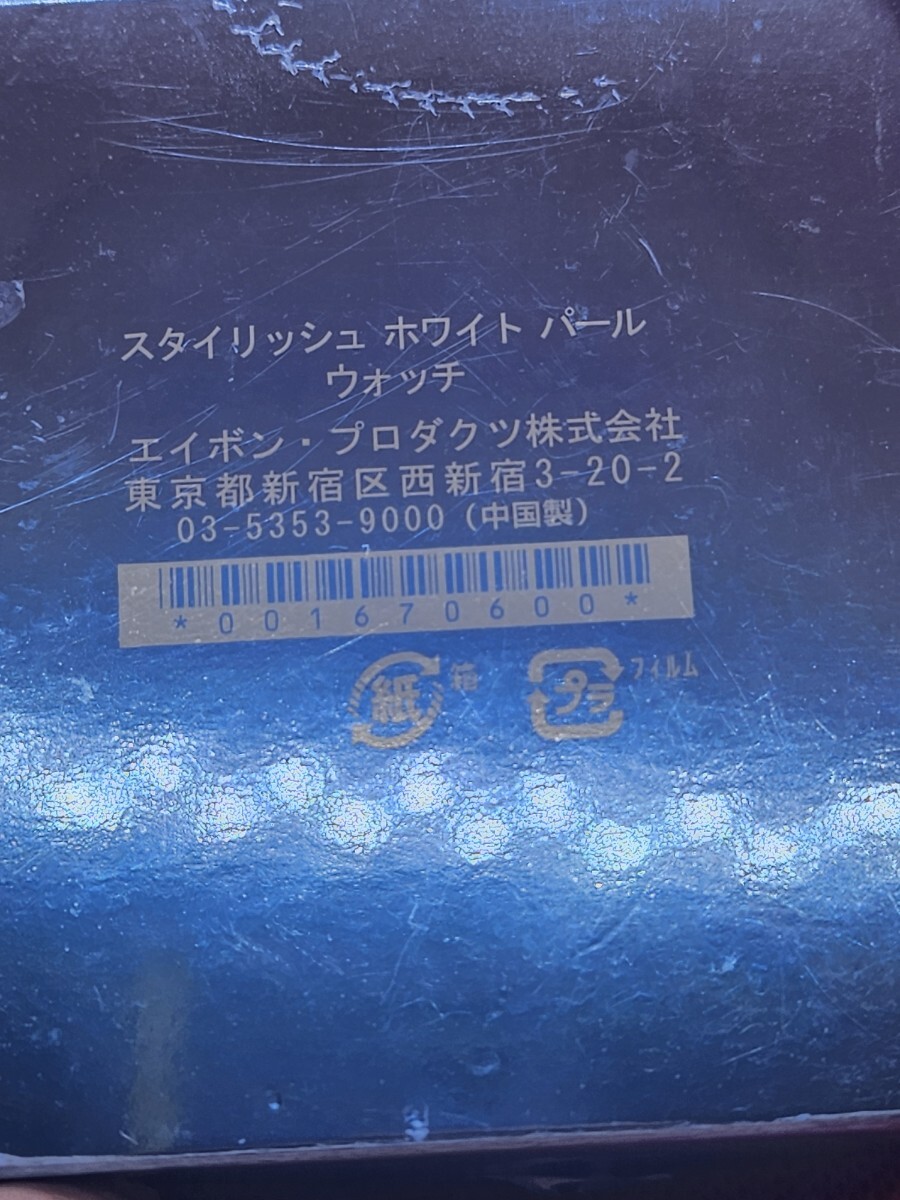 スタイリッシュ ホワイト パール
ウォッチ
エイボン・プロダクツ株式会社
東京都新宿区西新宿3-20-2
03-5353-9000（中国製）
*001670600*
紙 箱 プラ フィルム